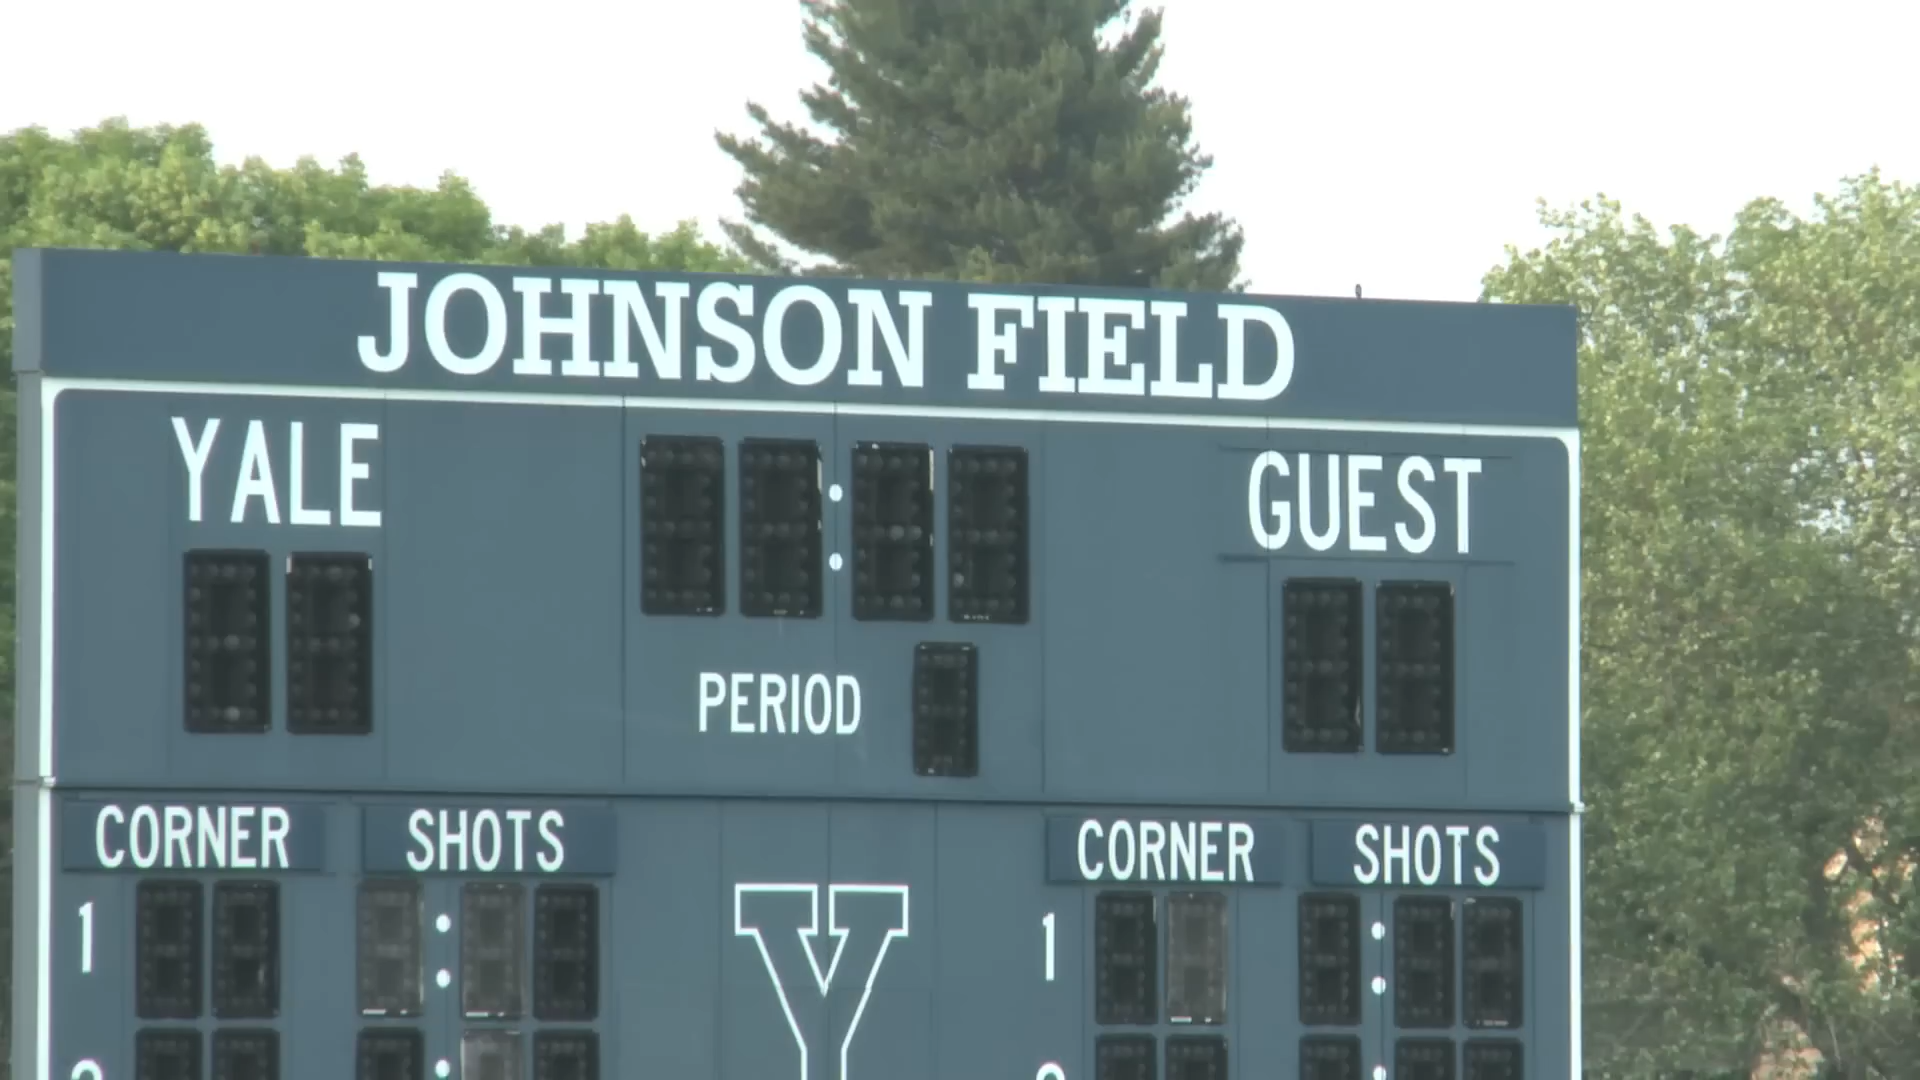 JOHNSON FIELD
YALE
:
GUEST
PERIOD
CORNER SHOTS CORNER SHOTS
1 : 1 :
Y